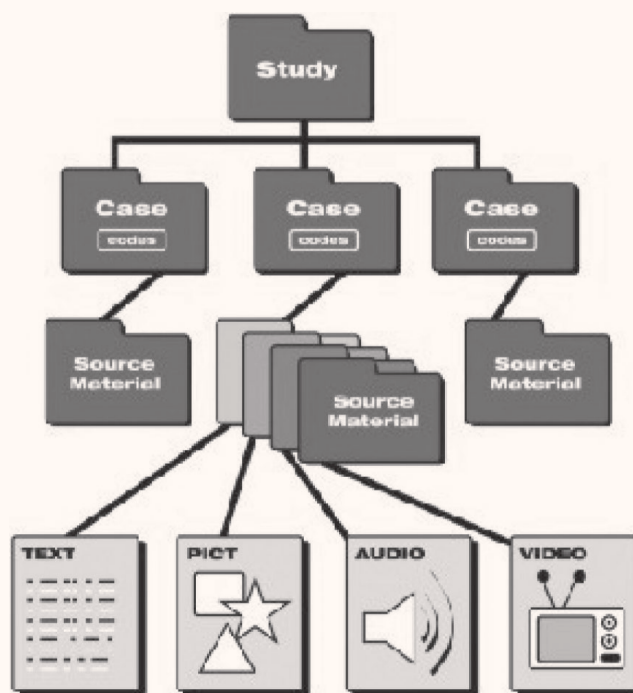 Study
Case
codes
Case
codes
Case
codes
Source
Material
Source
Material
Source
Material
TEXT
PICT
AUDIO
VIDEO